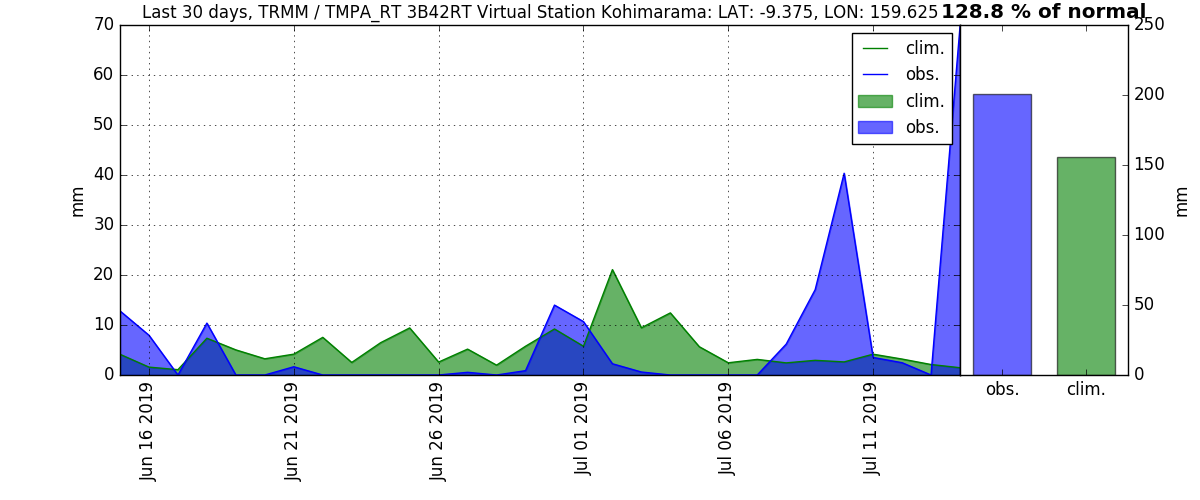 Last 30 days, TRMM / TMPA_RT 3B42RT Virtual Station Kohimarama: LAT: -9.375, LON: 159.625
128.8 % of normal
70
60
50
40
30
20
10
0
mm
clim.
obs.
clim.
obs.
250
200
150
100
50
0
mm
Jun 16 2019
Jun 21 2019
Jun 26 2019
Jul 01 2019
Jul 06 2019
Jul 11 2019
obs.
clim.